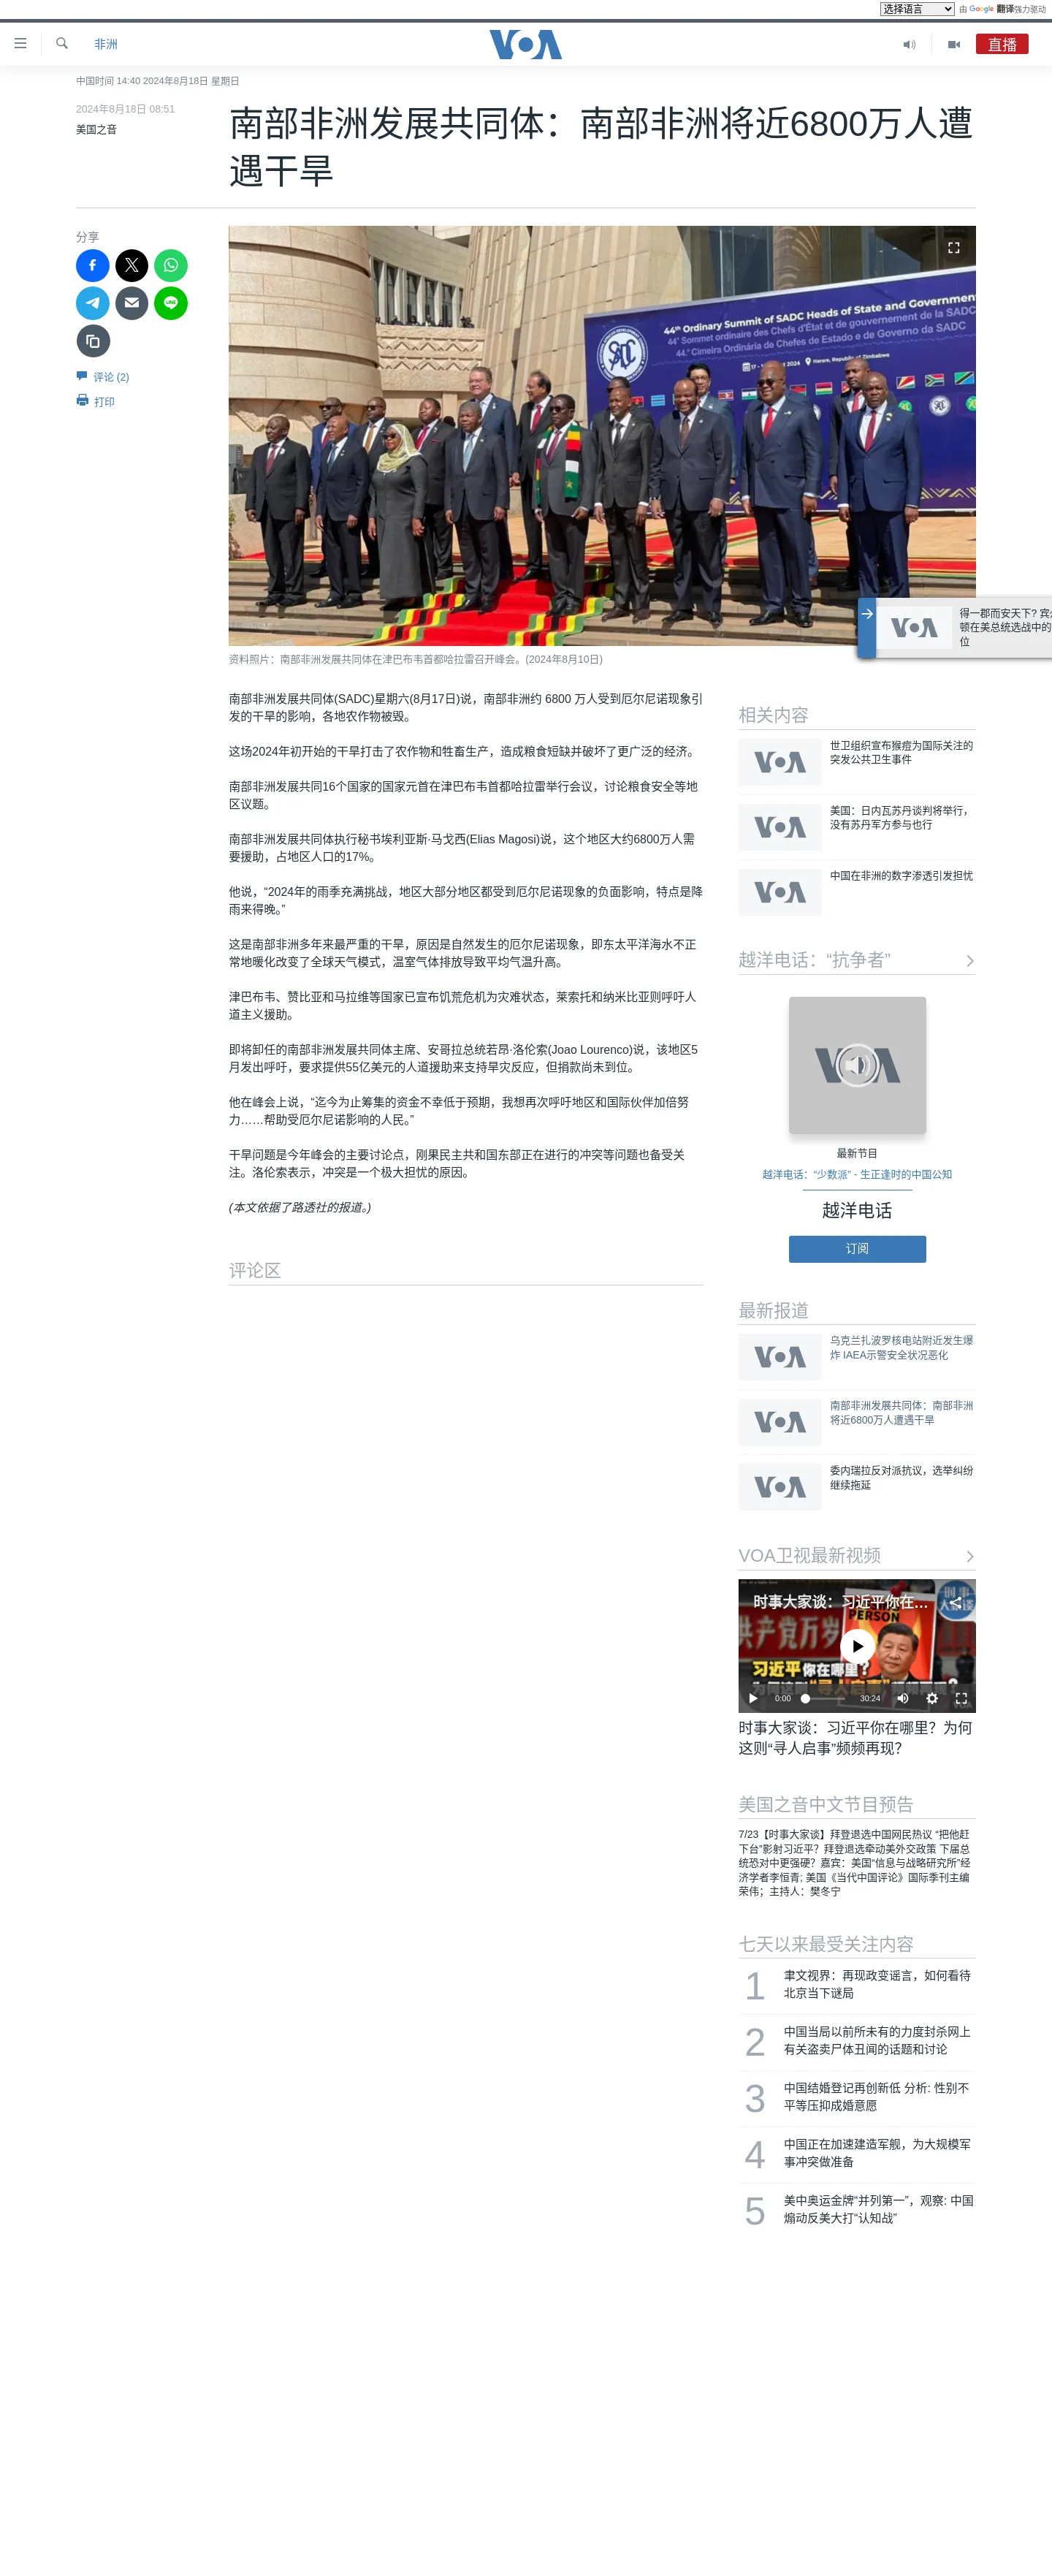 选择语言
由 Google 翻译强力驱动
非洲
VOA
直播
中国时间 14:40 2024年8月18日 星期日
2024年8月18日 08:51
美国之音
南部非洲发展共同体：南部非洲将近6800万人遭
遇干旱
分享
评论 (2)
打印
44th Ordinary Summit of SADC Heads of State and Government
44e Sommet ordinaire des Chefs d'État et de gouvernement de la SADC
44.a Cimeira Ordinária de Chefes de Estado e de Governo da SADC
SADC
17 - 18 August 2024
Harare, Republic of Zimbabwe
资料照片：南部非洲发展共同体在津巴布韦首都哈拉雷召开峰会。(2024年8月10日)
得一郡而安天下? 宾
顿在美总统选战中的
位
南部非洲发展共同体(SADC)星期六(8月17日)说，南部非洲约 6800 万人受到厄尔尼诺现象引
发的干旱的影响，各地农作物被毁。
这场2024年初开始的干旱打击了农作物和牲畜生产，造成粮食短缺并破坏了更广泛的经济。
南部非洲发展共同16个国家的国家元首在津巴布韦首都哈拉雷举行会议，讨论粮食安全等地
区议题。
南部非洲发展共同体执行秘书埃利亚斯·马戈西(Elias Magosi)说，这个地区大约6800万人需
要援助，占地区人口的17%。
他说，“2024年的雨季充满挑战，地区大部分地区都受到厄尔尼诺现象的负面影响，特点是降
雨来得晚。”
这是南部非洲多年来最严重的干旱，原因是自然发生的厄尔尼诺现象，即东太平洋海水不正
常地暖化改变了全球天气模式，温室气体排放导致平均气温升高。
津巴布韦、赞比亚和马拉维等国家已宣布饥荒危机为灾难状态，莱索托和纳米比亚则呼吁人
道主义援助。
即将卸任的南部非洲发展共同体主席、安哥拉总统若昂·洛伦索(Joao Lourenco)说，该地区5
月发出呼吁，要求提供55亿美元的人道援助来支持旱灾反应，但捐款尚未到位。
他在峰会上说，“迄今为止筹集的资金不幸低于预期，我想再次呼吁地区和国际伙伴加倍努
力……帮助受厄尔尼诺影响的人民。”
干旱问题是今年峰会的主要讨论点，刚果民主共和国东部正在进行的冲突等问题也备受关
注。洛伦索表示，冲突是一个极大担忧的原因。
(本文依据了路透社的报道。)
评论区
相关内容
VOA
世卫组织宣布猴痘为国际关注的
突发公共卫生事件
VOA
美国：日内瓦苏丹谈判将举行，
没有苏丹军方参与也行
VOA
中国在非洲的数字渗透引发担忧
越洋电话：“抗争者”
VOA
最新节目
越洋电话：“少数派” - 生正逢时的中国公知
越洋电话
订阅
最新报道
VOA
乌克兰扎波罗核电站附近发生爆
炸 IAEA示警安全状况恶化
VOA
南部非洲发展共同体：南部非洲
将近6800万人遭遇干旱
VOA
委内瑞拉反对派抗议，选举纠纷
继续拖延
VOA卫视最新视频
时事大家谈：习近平你在...
共产党万岁
PERSON
习近平你在哪里？
为何这则“寻人启事”频频再现？
0:00
30:24
时事大家谈：习近平你在哪里？为何
这则“寻人启事”频频再现？
美国之音中文节目预告
7/23【时事大家谈】拜登退选中国网民热议 “把他赶
下台”影射习近平？拜登退选牵动美外交政策 下届总
统恐对中更强硬？嘉宾：美国“信息与战略研究所”经
济学者李恒青; 美国《当代中国评论》国际季刊主编
荣伟；主持人：樊冬宁
七天以来最受关注内容
1
聿文视界：再现政变谣言，如何看待
北京当下谜局
2
中国当局以前所未有的力度封杀网上
有关盗卖尸体丑闻的话题和讨论
3
中国结婚登记再创新低 分析: 性别不
平等压抑成婚意愿
4
中国正在加速建造军舰，为大规模军
事冲突做准备
5
美中奥运金牌“并列第一”，观察: 中国
煽动反美大打“认知战”